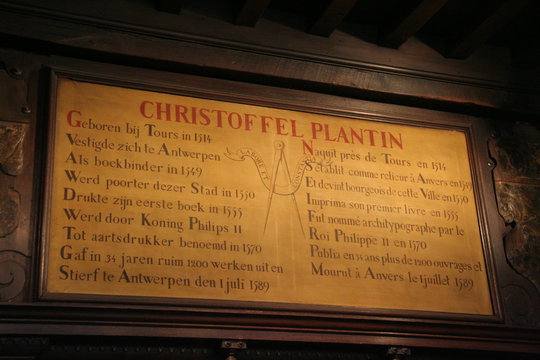 CHRISTOFFEL PLANTIN
Geboren bij Tours in 1514
Vestigde zich te Antwerpen
Als boekbinder in 1549
Werd poorter dezer Stad in 1550
Drukte zijn eerste boek in 1555
Werd door Koning Philips II
Tot aartsdrukker benoemd in 1570
Gaf in 34 jaren ruim 1200 werken uit en
Stierf te Antwerpen den 1 juli 1589
LABORE ET CONSTANTIA
Naquit près de Tours en 1514
S'établit comme relieur à Anvers en 1549
Et devint bourgeois de cette Ville en 1550
Imprima son premier livre en 1555
Fut nommé architypographe par le
Roi Philippe II en 1570
Publia en 34 ans plus de 1200 ouvrages et
Mourut à Anvers le 1 juillet 1589